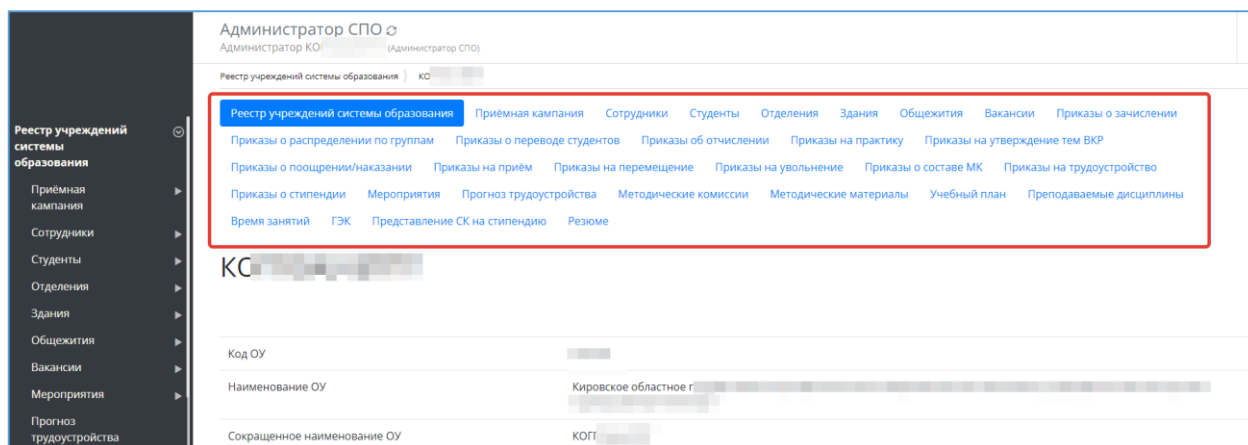 Администратор СПО
Администратор (Администратор СПО)
Реестр учреждений системы образования
Реестр учреждений системы образования Приёмная кампания Сотрудники Студенты Отделения Здания Общежития Вакансии Приказы о зачислении
Приказы о распределении по группам Приказы о переводе студентов Приказы об отчислении Приказы на практику Приказы на утверждение тем ВКР
Приказы о поощрении/наказании Приказы на приём Приказы на перемещение Приказы на увольнение Приказы о составе МК Приказы на трудоустройство
Приказы о стипендии Мероприятия Прогноз трудоустройства Методические комиссии Методические материалы Учебный план Преподаваемые дисциплины
Время занятий ГЭК Представление СК на стипендию Резюме
Реестр учреждений
системы
образования
Приёмная
кампания
Сотрудники
Студенты
Отделения
Здания
Общежития
Вакансии
Мероприятия
Прогноз
трудоустройства
Код ОУ
Наименование ОУ Кировское областное
Сокращенное наименование ОУ